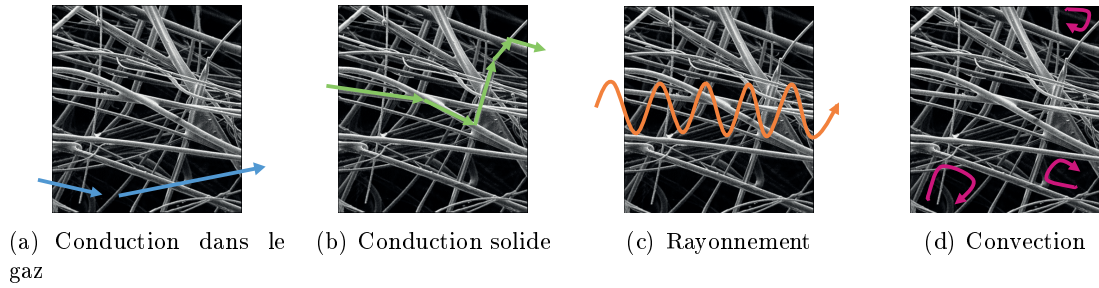 (a) Conduction dans le
gaz
(b) Conduction solide
(c) Rayonnement
(d) Convection